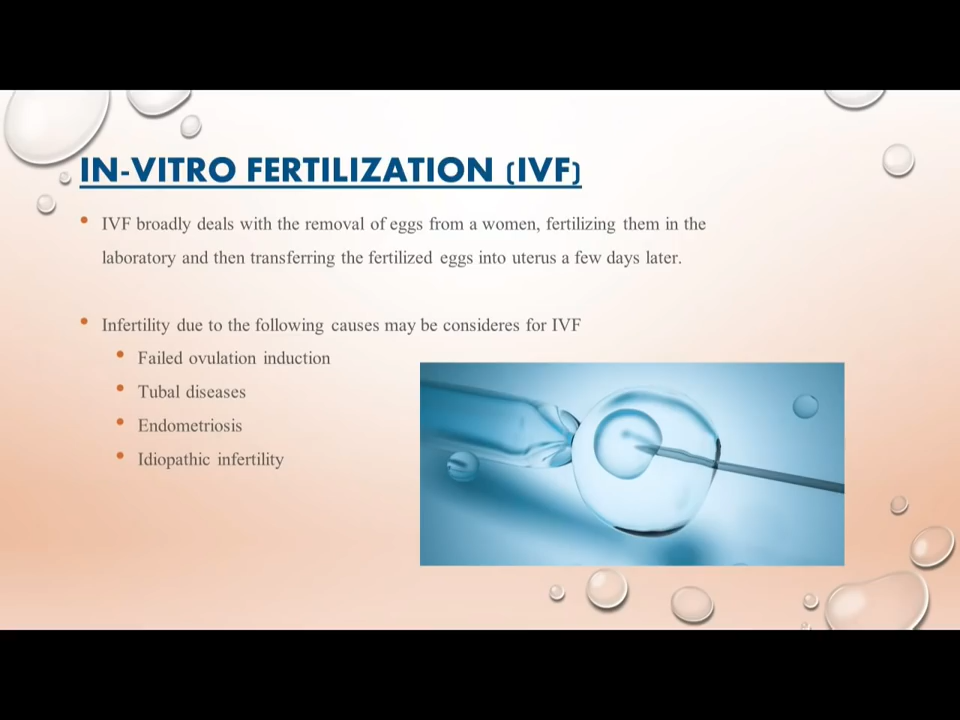 IN-VITRO FERTILIZATION (IVF)
• IVF broadly deals with the removal of eggs from a women, fertilizing them in the
laboratory and then transferring the fertilized eggs into uterus a few days later.
• Infertility due to the following causes may be consideres for IVF
• Failed ovulation induction
• Tubal diseases
• Endometriosis
• Idiopathic infertility